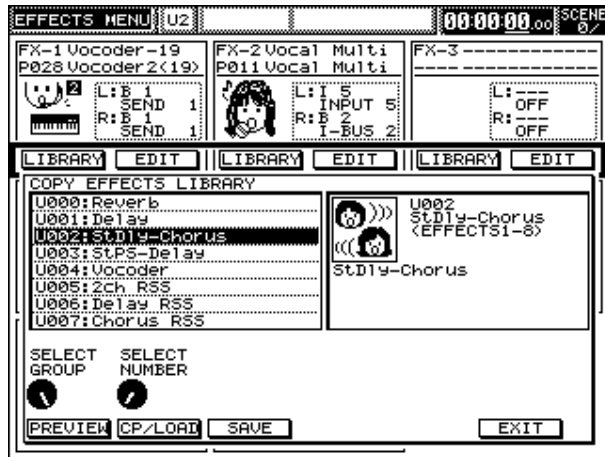 EFFECTS MENU U2 00:00:00.00 SCENE 0/
FX-1 Vocoder-19 FX-2 Vocal Multi FX-3 ---------------
P028 Vocoder2(19) P011 Vocal Multi ---- ---------------
2 L:B 1 SEND 1 L:I 5 INPUT 5 L:--- OFF
R:B 1 SEND 1 R:B 2 I-BUS 2 R:--- OFF
LIBRARY EDIT LIBRARY EDIT LIBRARY EDIT
COPY EFFECTS LIBRARY
U000:Reverb
U001:Delay
U002:StDly-Chorus
U003:StPS-Delay
U004:Vocoder
U005:2ch RSS
U006:Delay RSS
U007:Chorus RSS
U002
StDly-Chorus
(EFFECTS1-8)
StDly-Chorus
SELECT GROUP SELECT NUMBER
PREVIEW CP/LOAD SAVE EXIT